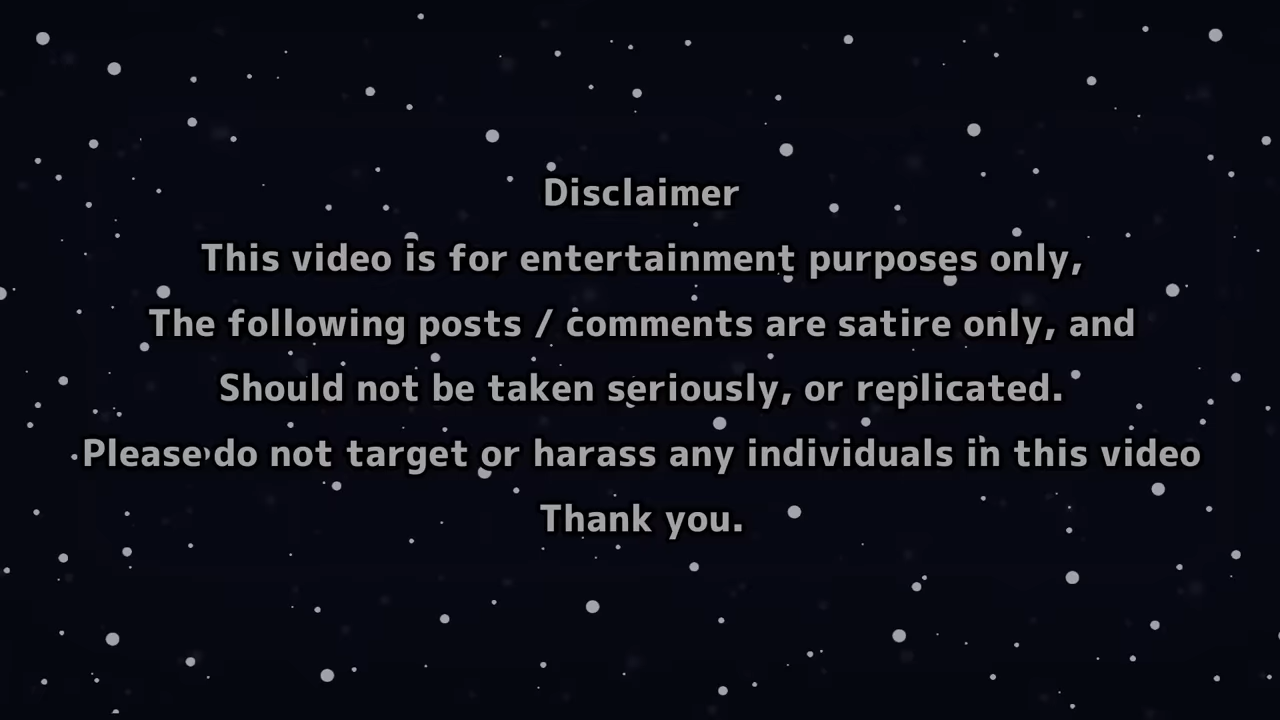 Disclaimer
This video is for entertainment purposes only,
The following posts / comments are satire only, and
Should not be taken seriously, or replicated.
Please do not target or harass any individuals in this video
Thank you.